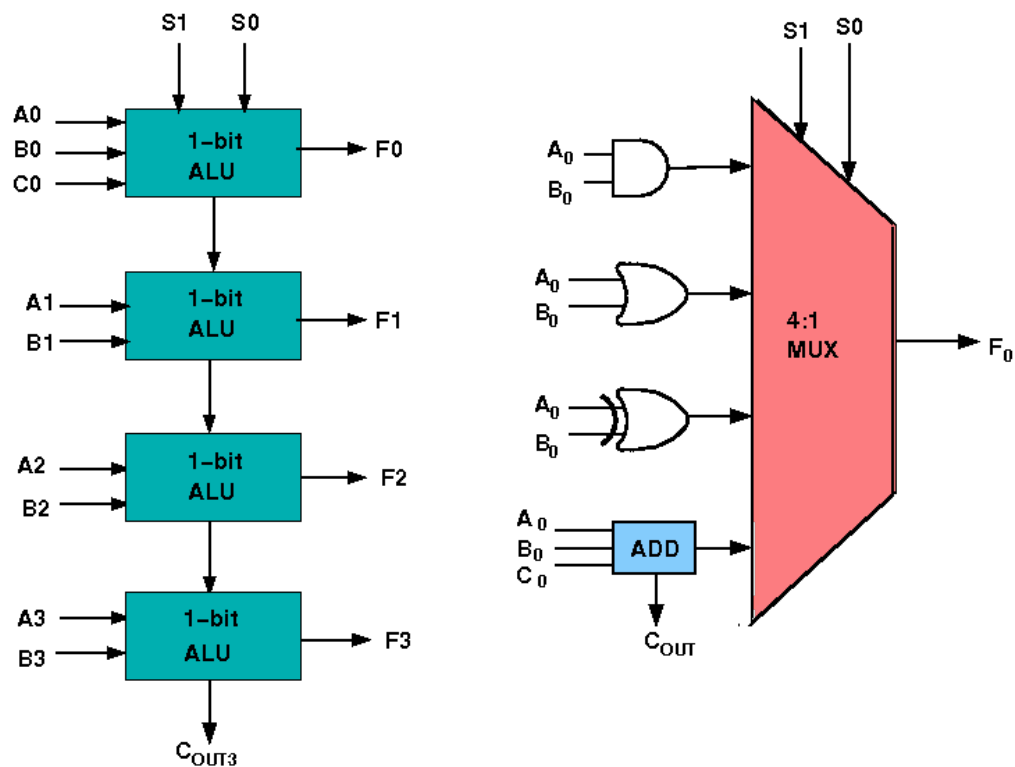 S1 S0
A0
B0
C0
1-bit
ALU
F0
A1
B1
1-bit
ALU
F1
A2
B2
1-bit
ALU
F2
A3
B3
1-bit
ALU
F3
COUT3
S1 S0
A0
B0
A0
B0
A0
B0
A0
B0
C0
ADD
COUT
4:1
MUX
F0